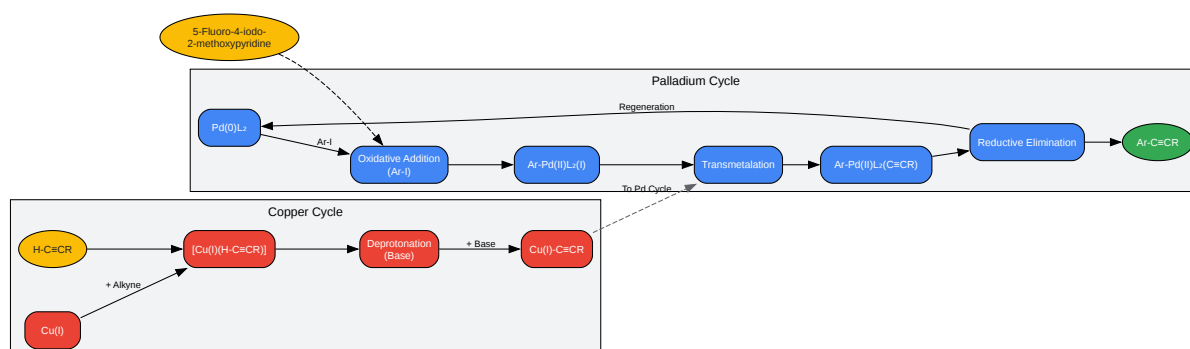 5-Fluoro-4-iodo-
2-methoxypyridine
Palladium Cycle
Regeneration
Pd(0)L₂
Ar-I
Oxidative Addition
(Ar-I)
Ar-Pd(II)L₂(I)
Transmetalation
Ar-Pd(II)L₂(C≡CR)
Reductive Elimination
Ar-C≡CR
To Pd Cycle
Copper Cycle
H-C≡CR
[Cu(I)(H-C≡CR)]
Deprotonation
(Base)
+ Base
Cu(I)-C≡CR
+ Alkyne
Cu(I)